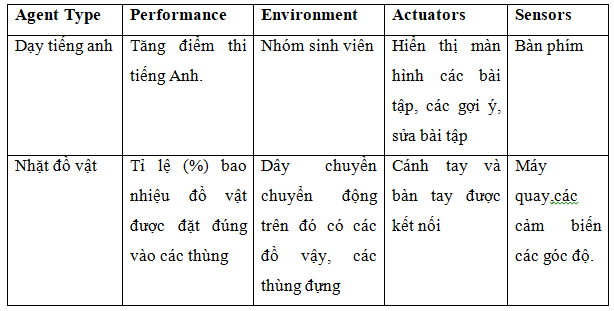 Agent Type Performance Environment Actuators Sensors
Dạy tiếng anh
Tăng điểm thi
tiếng Anh.
Nhóm sinh viên
Hiển thị màn
hình các bài
tập, các gợi ý,
sửa bài tập
Bàn phím
Nhặt đồ vật
Tỉ lệ (%) bao
nhiêu đồ vật
được đặt đúng
vào các thùng
Dây chuyền
chuyển động
trên đó có các
đồ vậy, các
thùng đựng
Cánh tay và
bàn tay được
kết nối
Máy
quay,các
cảm biến
các góc độ.